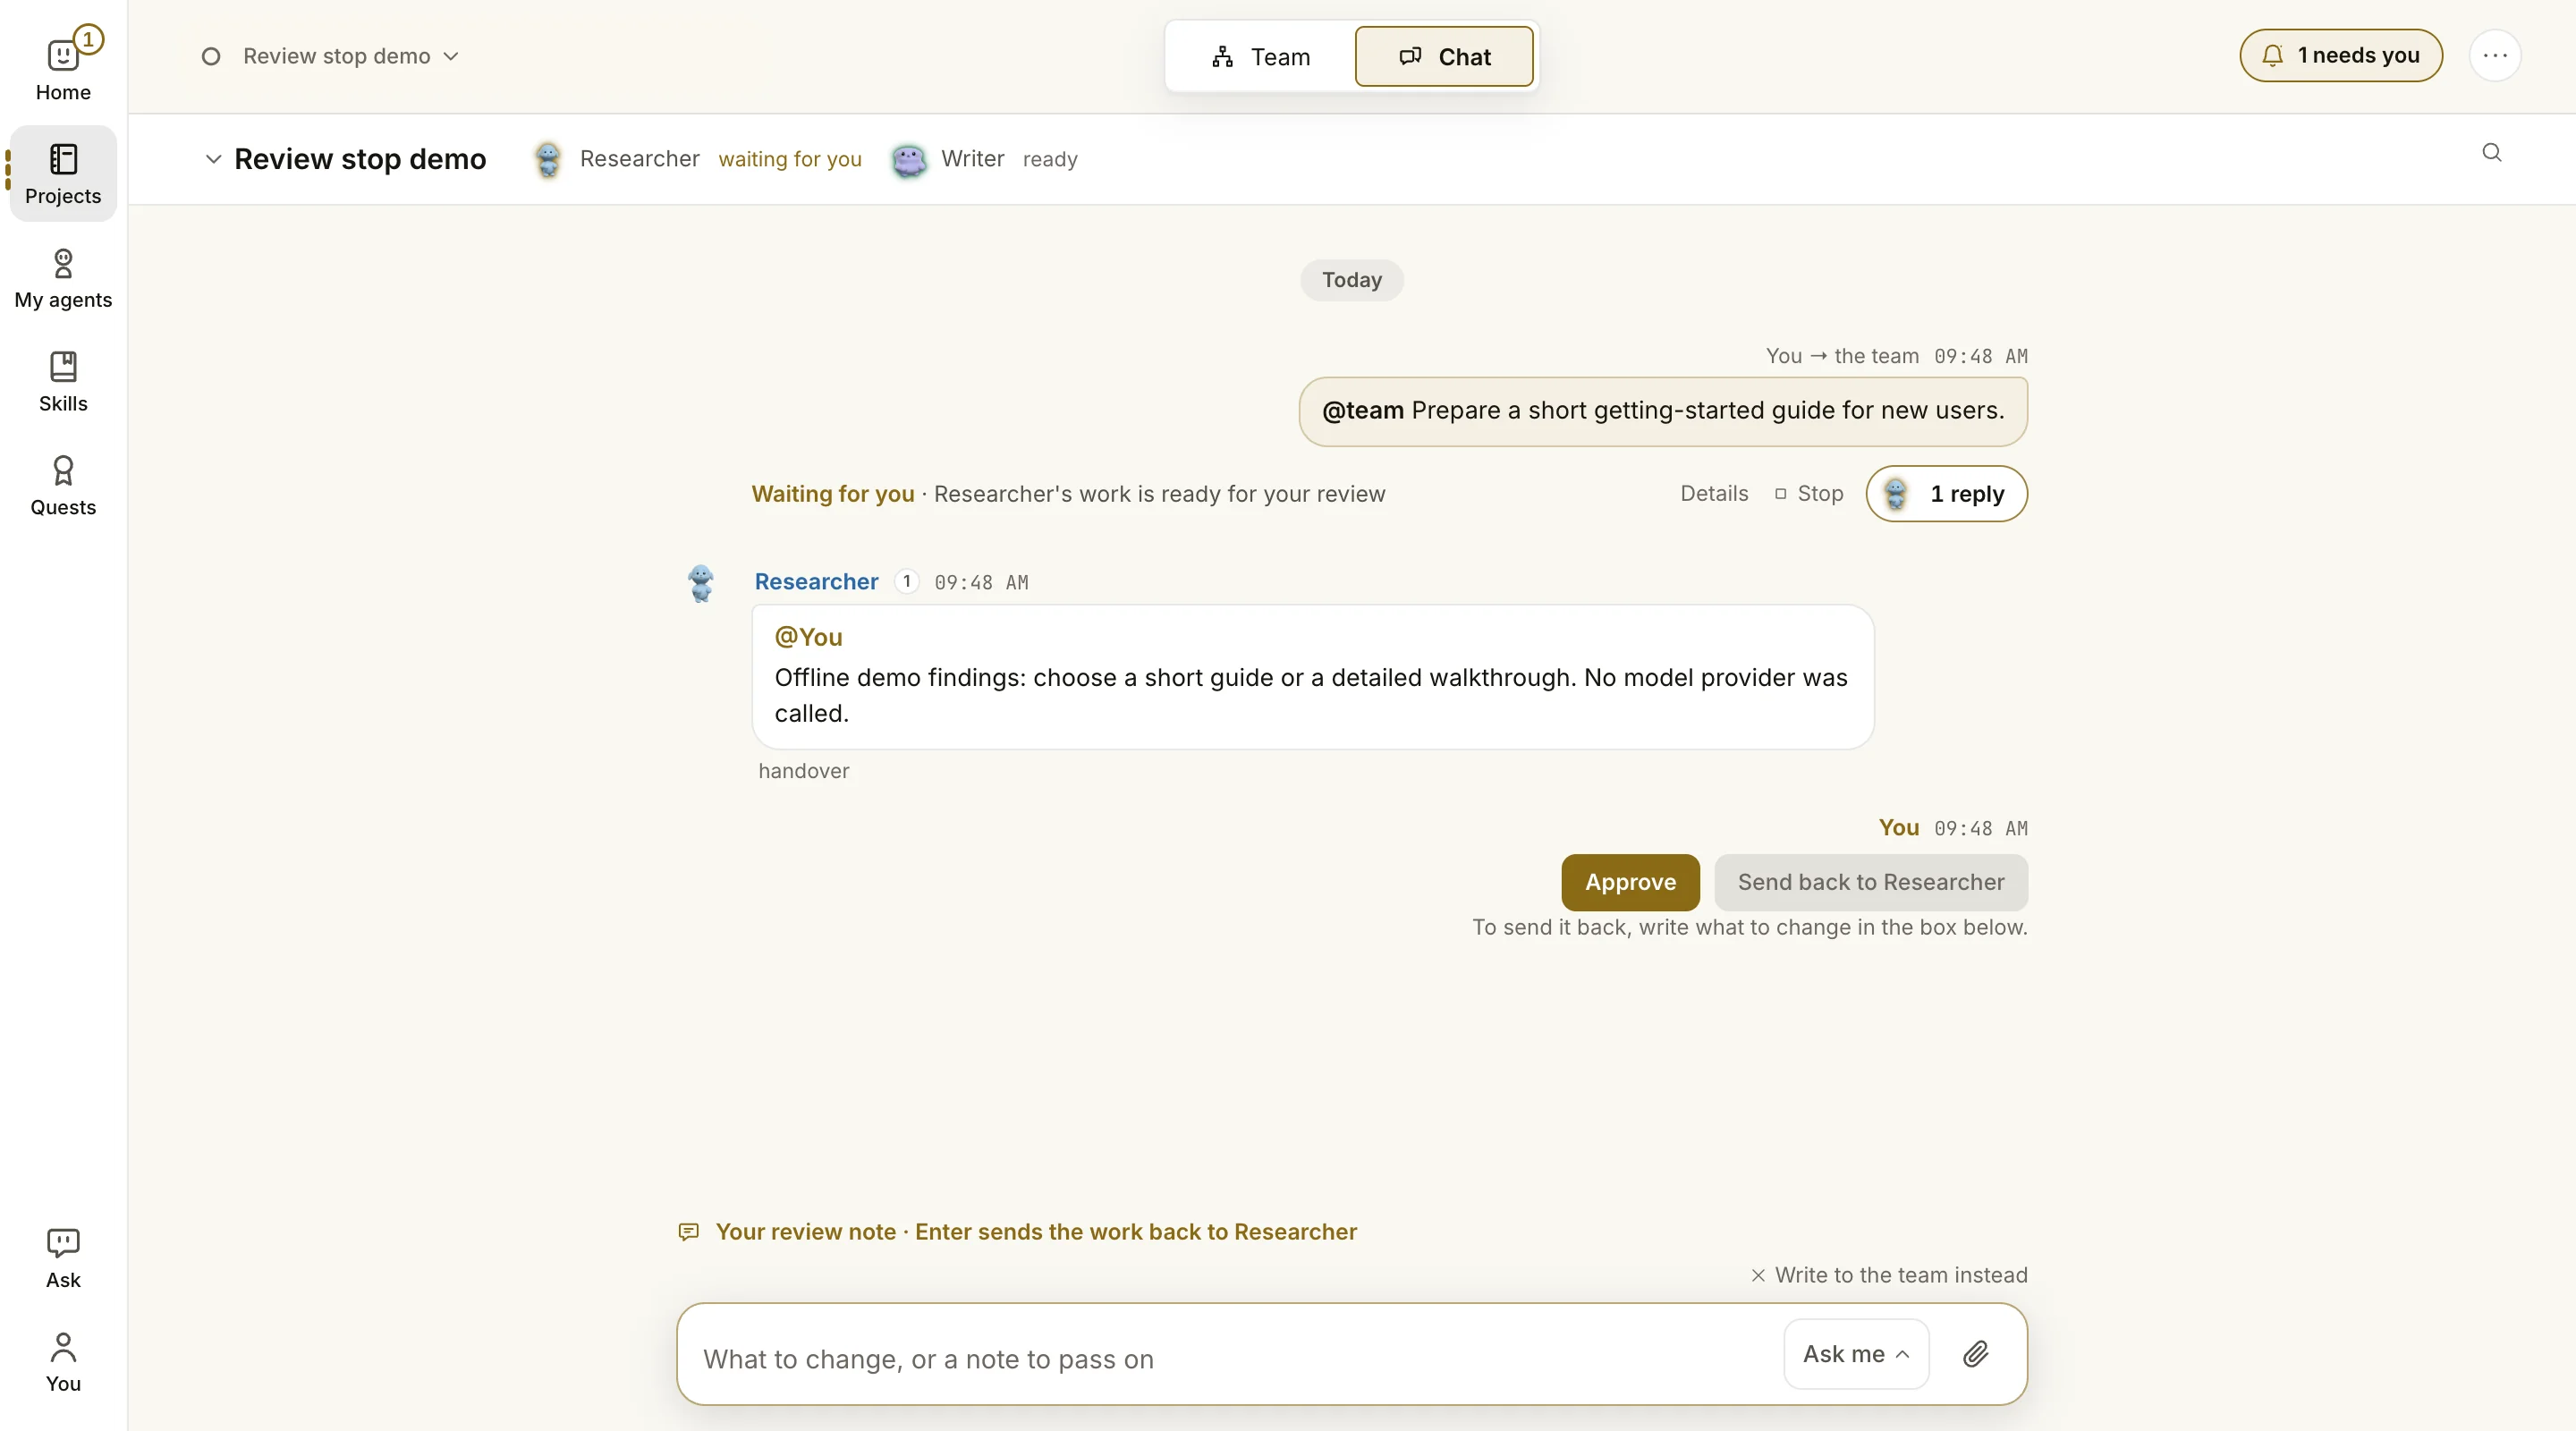 1
Home
Projects
My agents
Skills
Quests
Ask
You
Review stop demo
Team
Chat
1 needs you
Review stop demo
Researcher waiting for you
Writer ready
Today
You → the team 09:48 AM
@team Prepare a short getting-started guide for new users.
Waiting for you · Researcher's work is ready for your review
Details
Stop
1 reply
Researcher 1 09:48 AM
@You
Offline demo findings: choose a short guide or a detailed walkthrough. No model provider was
called.
handover
You 09:48 AM
Approve
Send back to Researcher
To send it back, write what to change in the box below.
Your review note · Enter sends the work back to Researcher
Write to the team instead
What to change, or a note to pass on
Ask me